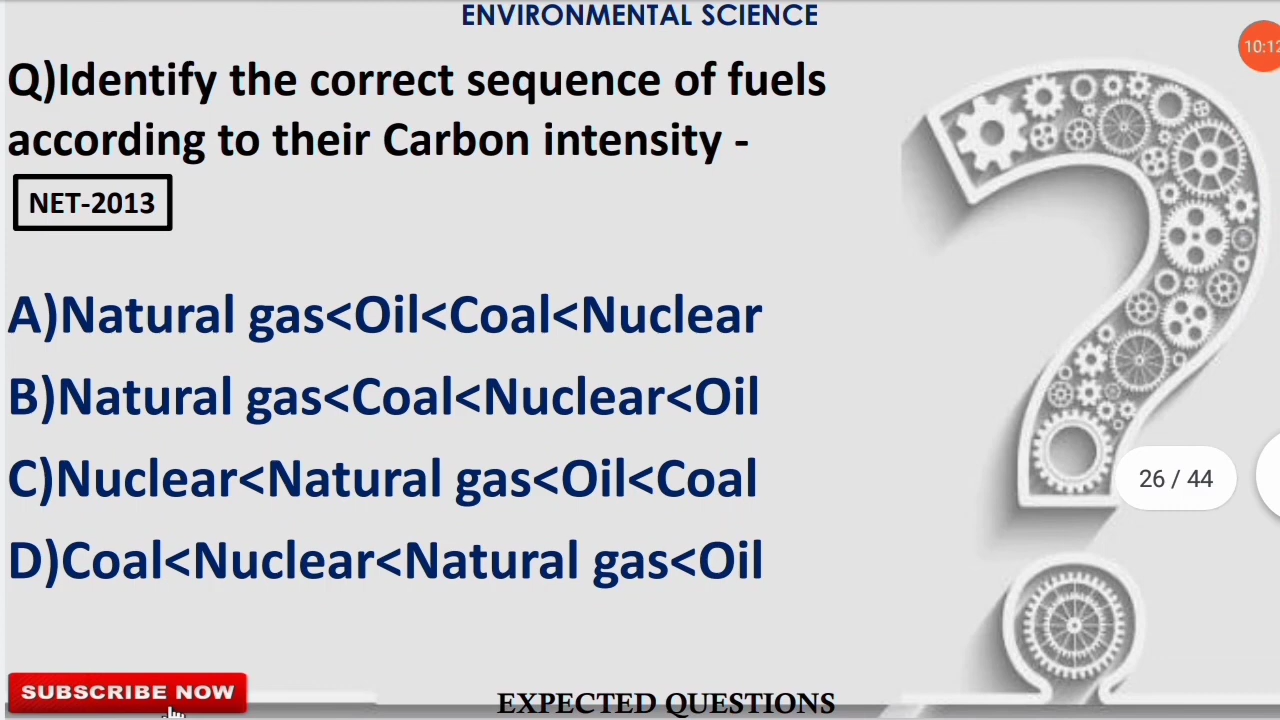 ENVIRONMENTAL SCIENCE
10:12
Q)Identify the correct sequence of fuels
according to their Carbon intensity -
NET-2013
A)Natural gas<Oil<Coal<Nuclear
B)Natural gas<Coal<Nuclear<Oil
C)Nuclear<Natural gas<Oil<Coal
26 / 44
D)Coal<Nuclear<Natural gas<Oil
SUBSCRIBE NOW
EXPECTED QUESTIONS